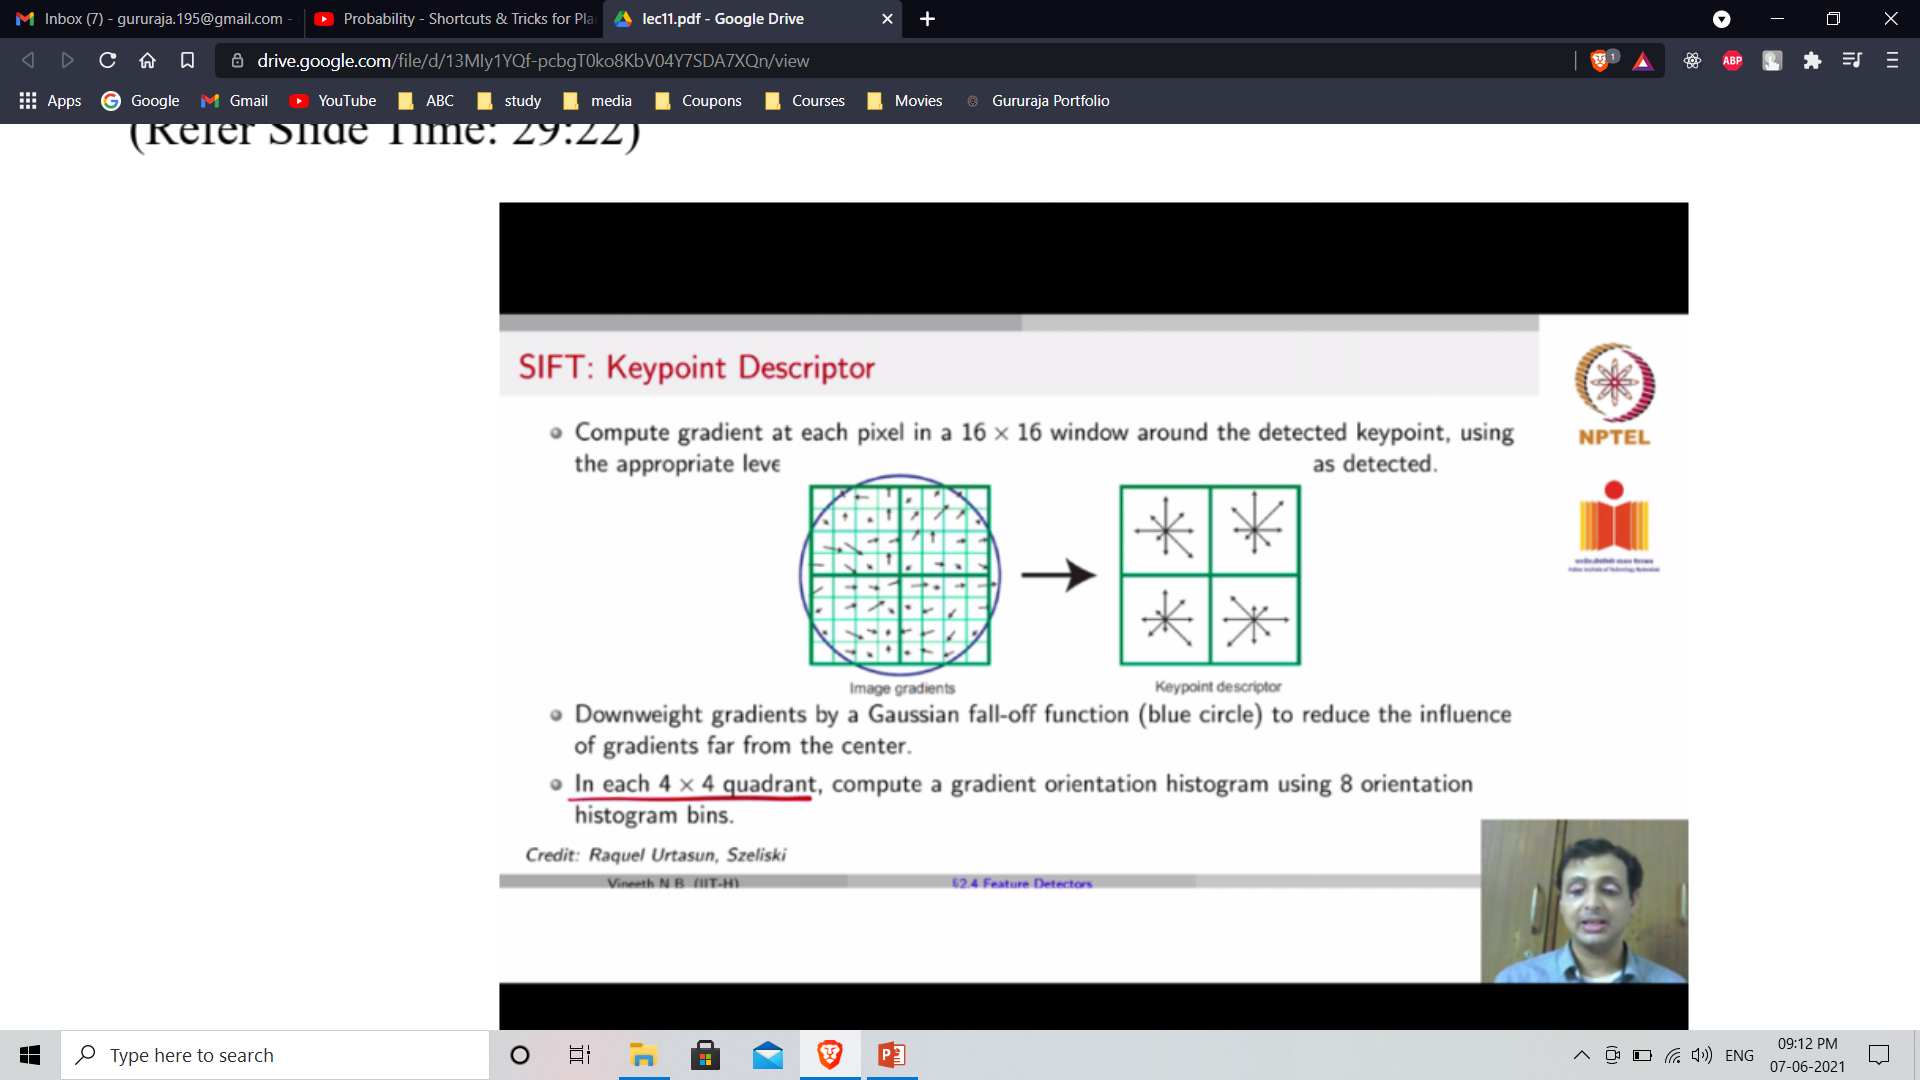 Inbox (7) - gururaja.195@gmail.com -
Probability - Shortcuts & Tricks for Pla
lec11.pdf - Google Drive
drive.google.com/file/d/13Mly1YQf-pcbgT0ko8KbV04Y7SDA7XQn/view
1
ABP
Apps
Google
Gmail
YouTube
ABC
study
media
Coupons
Courses
Movies
Gururaja Portfolio
(Refer Slide Time: 29:22)
SIFT: Keypoint Descriptor
NPTEL
Compute gradient at each pixel in a 16 × 16 window around the detected keypoint, using
the appropriate leve as detected.
Image gradients
Keypoint descriptor
Downweight gradients by a Gaussian fall-off function (blue circle) to reduce the influence
of gradients far from the center.
In each 4 × 4 quadrant, compute a gradient orientation histogram using 8 orientation
histogram bins.
Credit: Raquel Urtasun, Szeliski
Vineeth N B (IIT-H)
§2.4 Feature Detectors
Type here to search
ENG
09:12 PM
07-06-2021